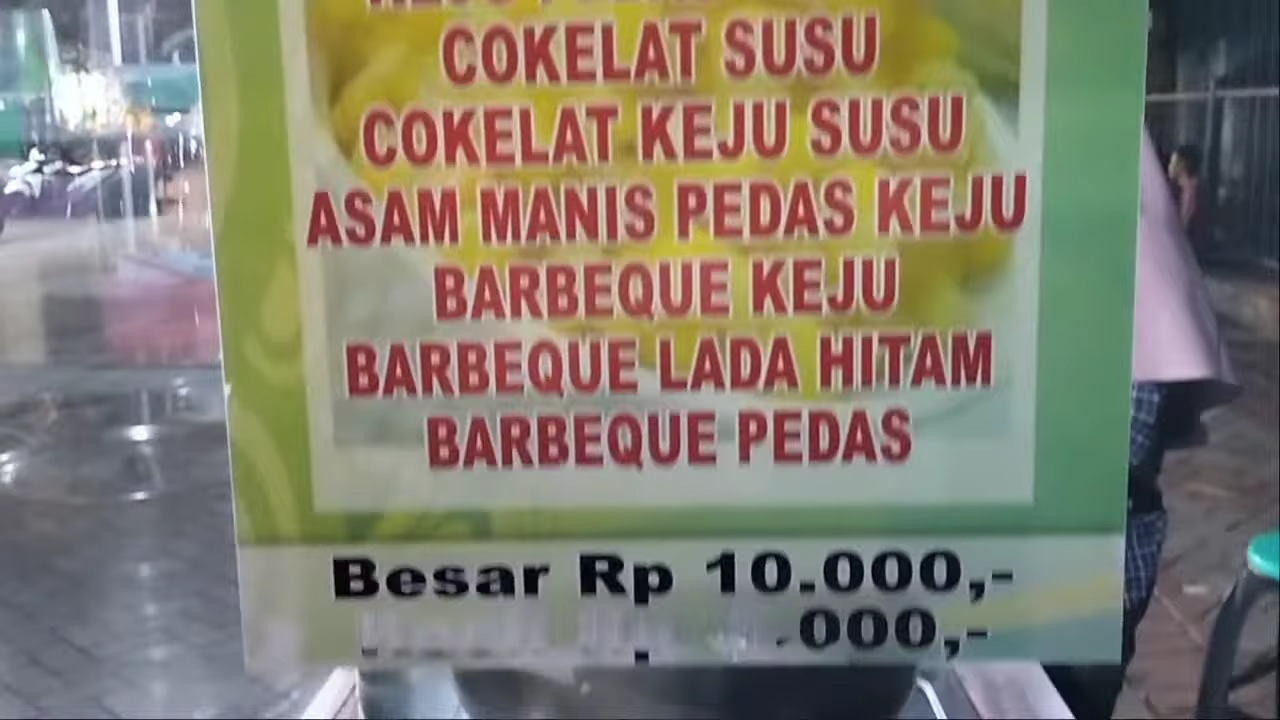 COKELAT SUSU
COKELAT KEJU SUSU
ASAM MANIS PEDAS KEJU
BARBEQUE KEJU
BARBEQUE LADA HITAM
BARBEQUE PEDAS
Besar Rp 10.000,-
.000,-